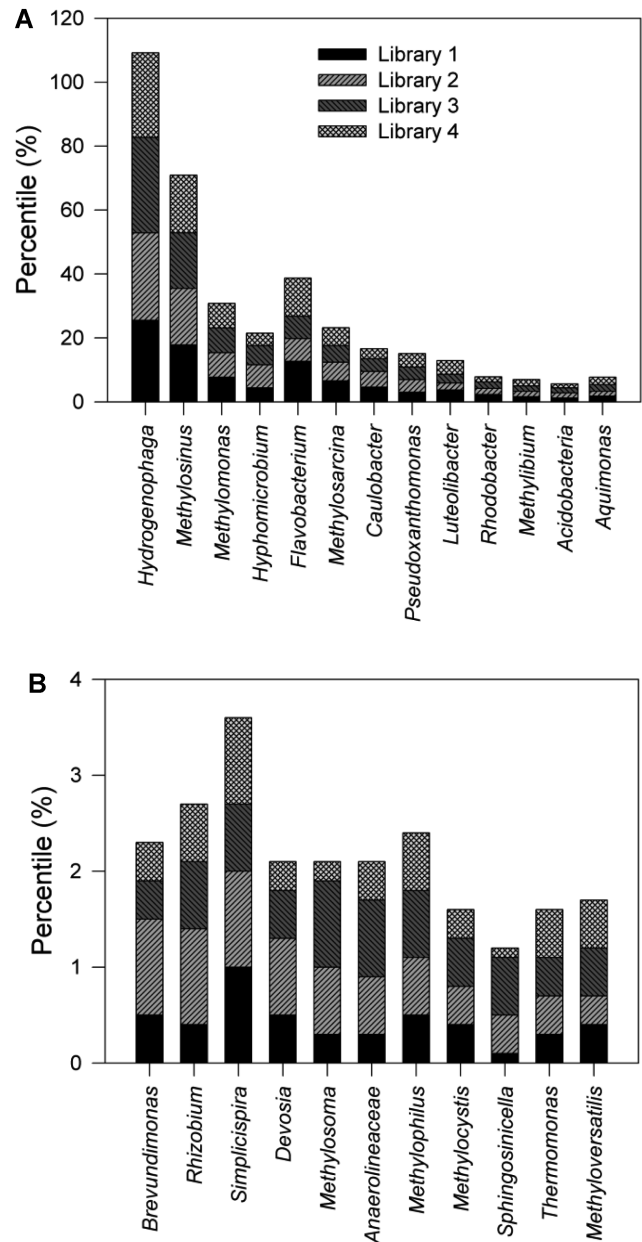 A
120
100
80
60
40
20
0
Percentile (%)
Library 1
Library 2
Library 3
Library 4
Hydrogenophaga
Methylosinus
Methylomonas
Hyphomicrobium
Flavobacterium
Methylosarcina
Caulobacter
Pseudoxanthomonas
Luteolibacter
Rhodobacter
Methylibium
Acidobacteria
Aquimonas
B
4
3
2
1
0
Percentile (%)
Brevundimonas
Rhizobium
Simplicispira
Devosia
Methylosoma
Anaerolineaceae
Methylophilus
Methylocystis
Sphingosinicella
Thermomonas
Methyloversatilis